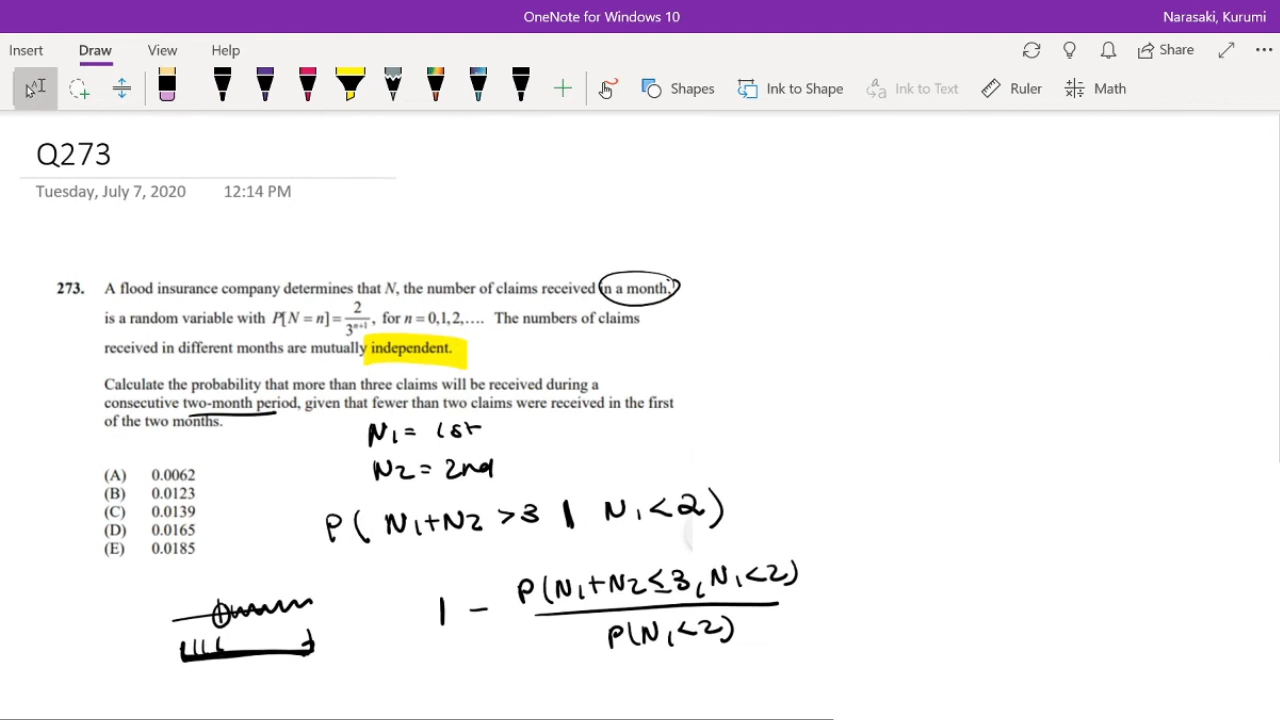 OneNote for Windows 10
Narasaki, Kurumi
Insert Draw View Help Share
Shapes Ink to Shape Ink to Text Ruler Math
Q273
Tuesday, July 7, 2020 12:14 PM
273. A flood insurance company determines that N, the number of claims received in a month,
is a random variable with P[N = n] = 2/3^{n+1}, for n = 0,1,2,.... The numbers of claims
received in different months are mutually independent.
Calculate the probability that more than three claims will be received during a
consecutive two-month period, given that fewer than two claims were received in the first
of the two months.
N1 = 1st
N2 = 2nd
(A) 0.0062
(B) 0.0123
(C) 0.0139
(D) 0.0165
(E) 0.0185
P( N1+N2 >3 | N1<2)
1 - P(N1+N2≤3, N1<2)
P(N1<2)